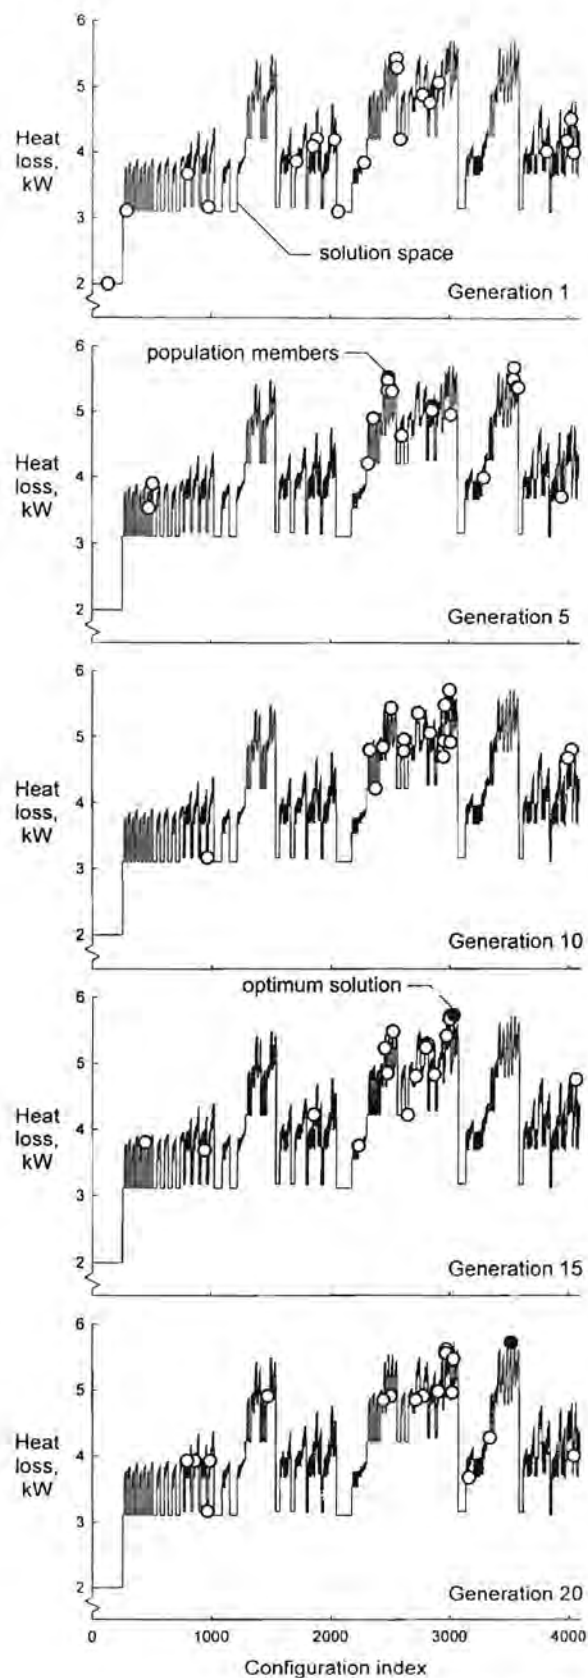 6
5
Heat
loss,
kW
4
3
2
solution space
Generation 1
6
population members
5
Heat
loss,
kW
4
3
2
Generation 5
6
5
Heat
loss,
kW
4
3
2
Generation 10
optimum solution
6
5
Heat
loss,
kW
4
3
2
Generation 15
6
5
Heat
loss,
kW
4
3
2
Generation 20
0 1000 2000 3000 4000
Configuration index